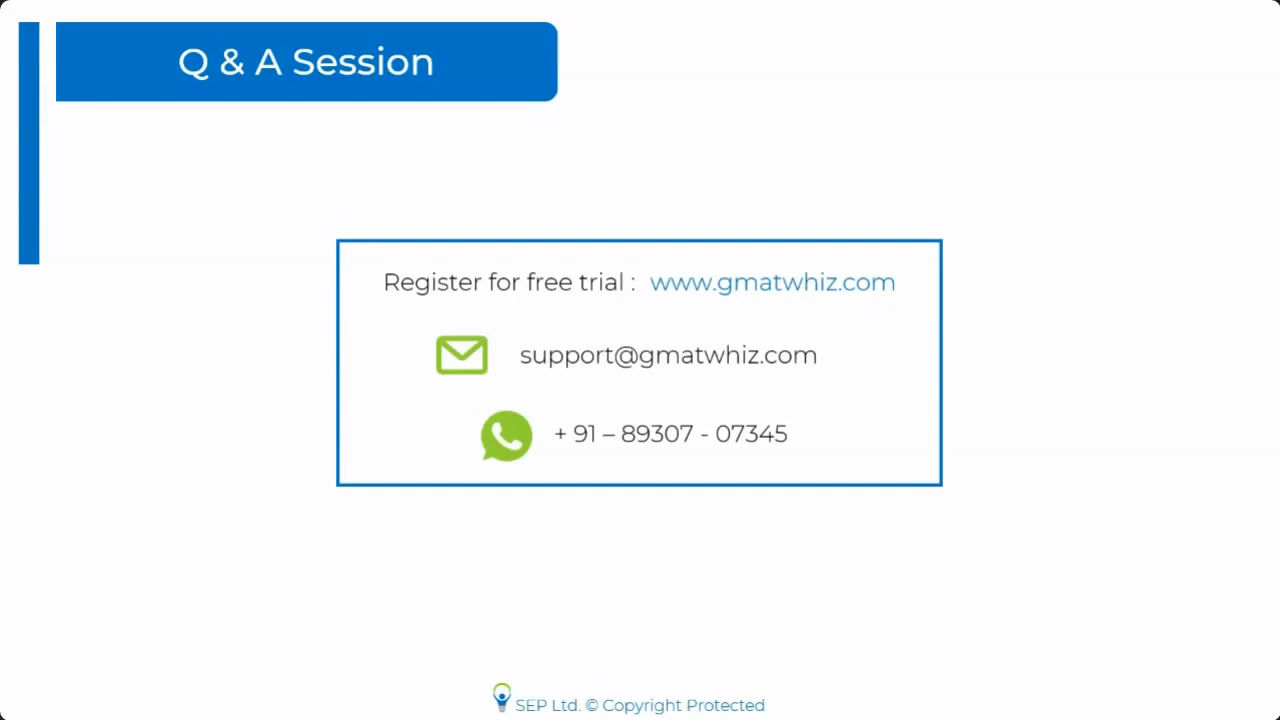 Q & A Session
Register for free trial : www.gmatwhiz.com
support@gmatwhiz.com
+ 91 – 89307 - 07345
SEP Ltd. © Copyright Protected